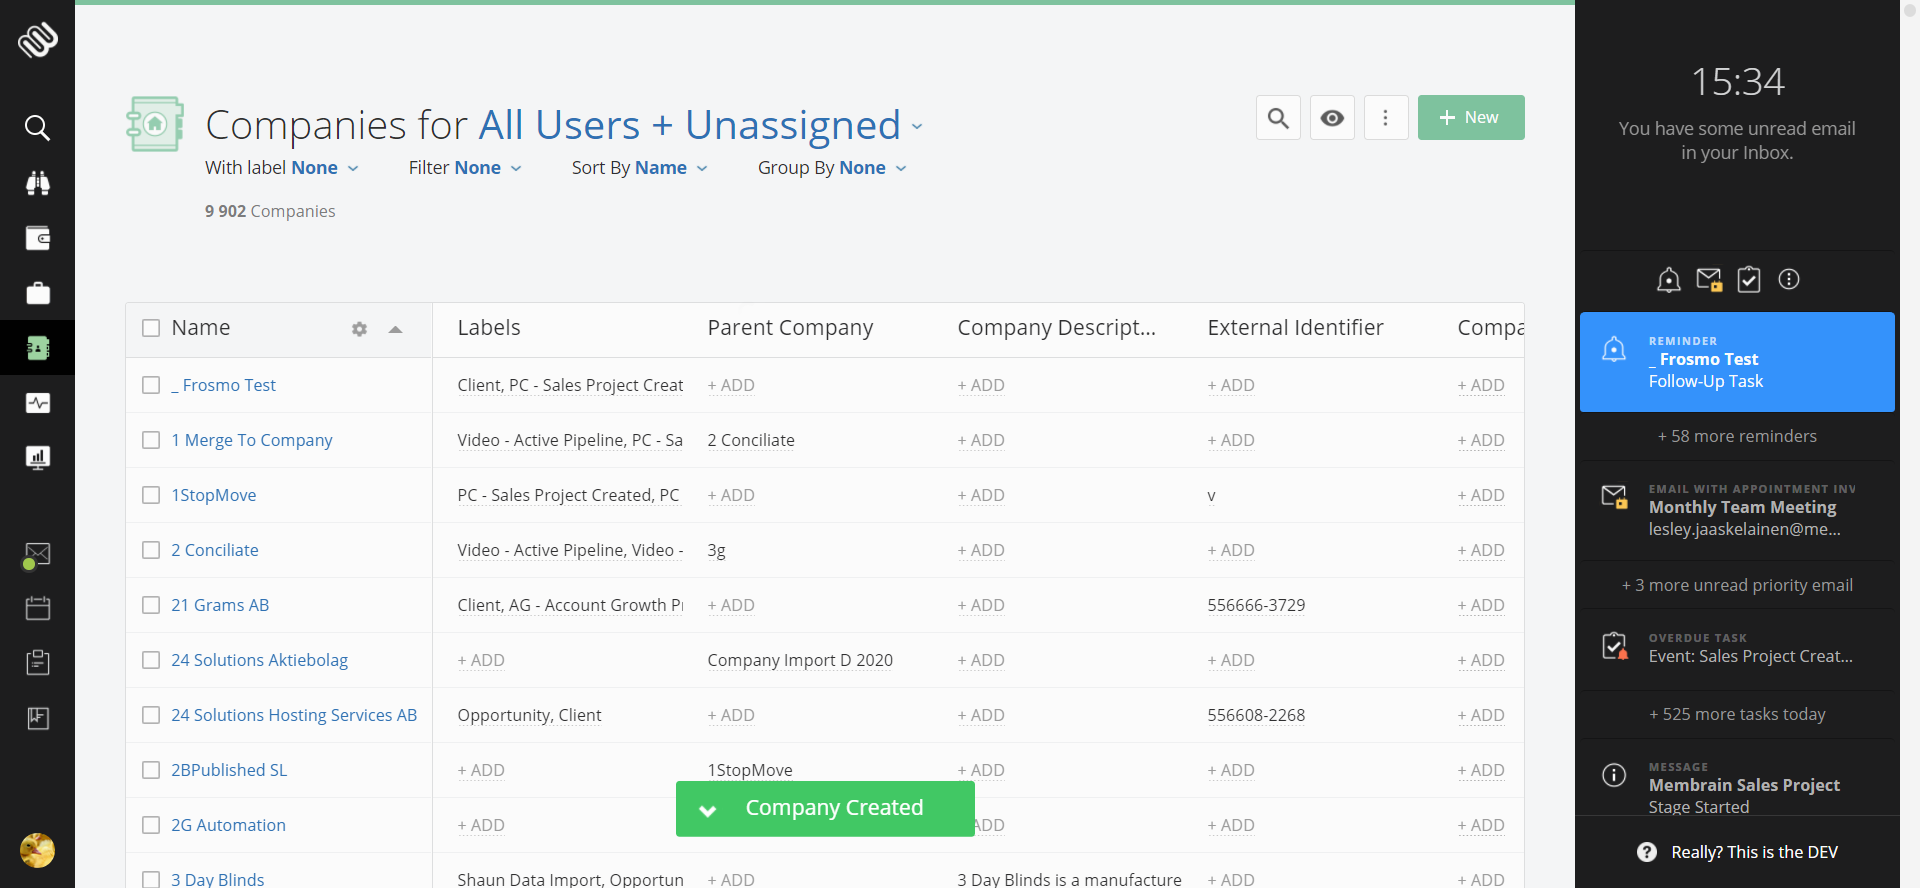 Companies for All Users + Unassigned
With label None
Filter None
Sort By Name
Group By None
9 902 Companies
+ New
Name
Labels
Parent Company
Company Descript...
External Identifier
Compa
_ Frosmo Test
Client, PC - Sales Project Creat
+ ADD
+ ADD
+ ADD
+ ADD
1 Merge To Company
Video - Active Pipeline, PC - Sa
2 Conciliate
+ ADD
+ ADD
+ ADD
1StopMove
PC - Sales Project Created, PC
+ ADD
+ ADD
v
+ ADD
2 Conciliate
Video - Active Pipeline, Video -
3g
+ ADD
+ ADD
+ ADD
21 Grams AB
Client, AG - Account Growth P
+ ADD
+ ADD
556666-3729
+ ADD
24 Solutions Aktiebolag
+ ADD
Company Import D 2020
+ ADD
+ ADD
+ ADD
24 Solutions Hosting Services AB
Opportunity, Client
+ ADD
+ ADD
556608-2268
+ ADD
2BPublished SL
+ ADD
1StopMove
+ ADD
+ ADD
+ ADD
2G Automation
+ ADD
ADD
+ ADD
+ ADD
Company Created
3 Day Blinds
Shaun Data Import, Opportun
+ ADD
3 Day Blinds is a manufacture
+ ADD
+ ADD
15:34
You have some unread email
in your Inbox.
REMINDER
_ Frosmo Test
Follow-Up Task
+ 58 more reminders
EMAIL WITH APPOINTMENT INV
Monthly Team Meeting
lesley.jaaskelainen@me...
+ 3 more unread priority email
OVERDUE TASK
Event: Sales Project Creat...
+ 525 more tasks today
MESSAGE
Membrain Sales Project
Stage Started
Really? This is the DEV